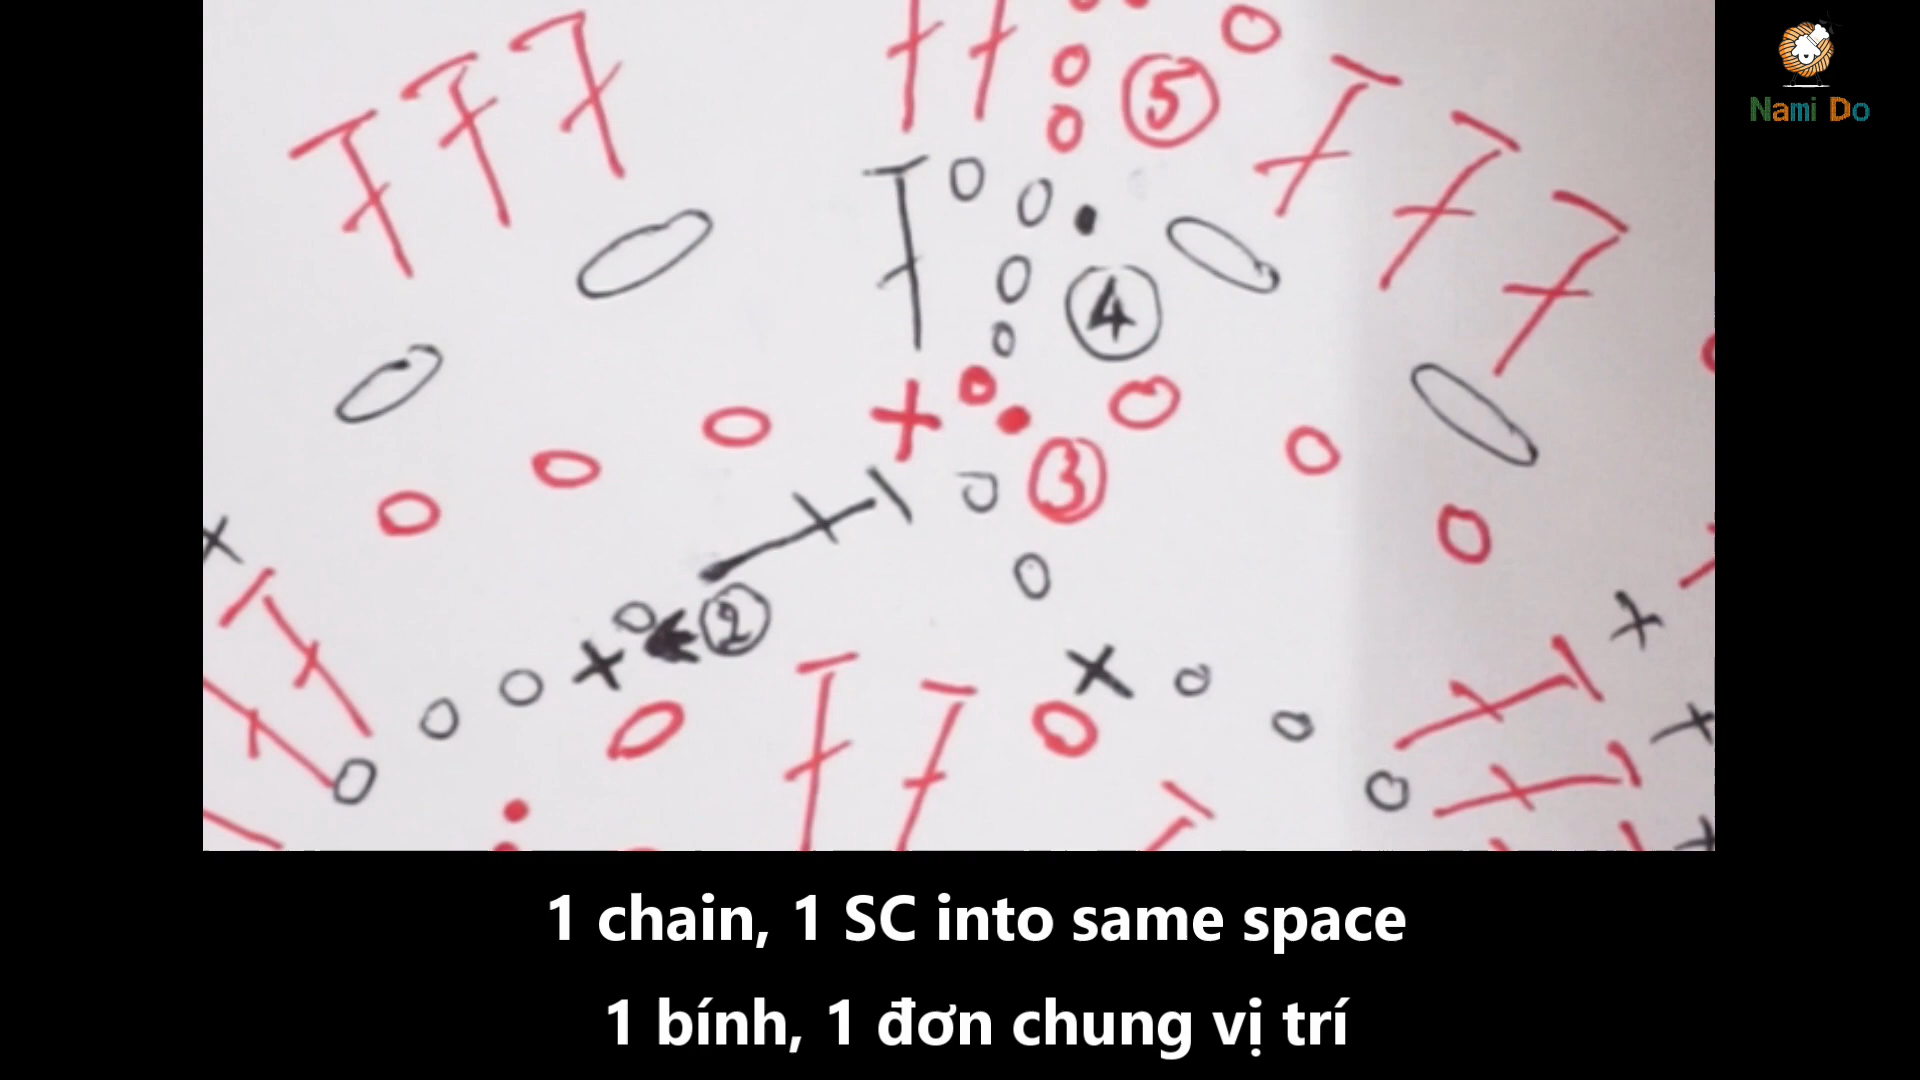 Nami Do
5
4
3
2
1 chain, 1 SC into same space
1 bính, 1 đơn chung vị trí